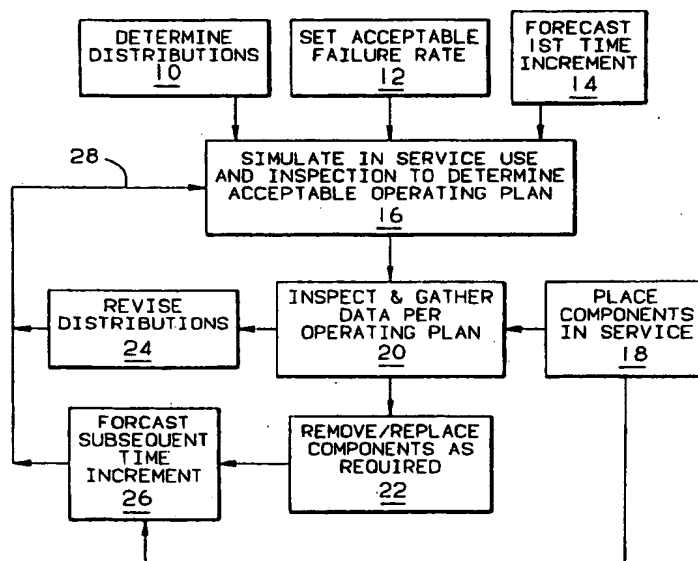 DETERMINE
DISTRIBUTIONS
10
SET ACCEPTABLE
FAILURE RATE
12
FORECAST
1ST TIME
INCREMENT
14
28
SIMULATE IN SERVICE USE
AND INSPECTION TO DETERMINE
ACCEPTABLE OPERATING PLAN
16
REVISE
DISTRIBUTIONS
24
INSPECT & GATHER
DATA PER
OPERATING PLAN
20
PLACE
COMPONENTS
IN SERVICE
18
FORCAST
SUBSEQUENT
TIME
INCREMENT
26
REMOVE/REPLACE
COMPONENTS AS
REQUIRED
22